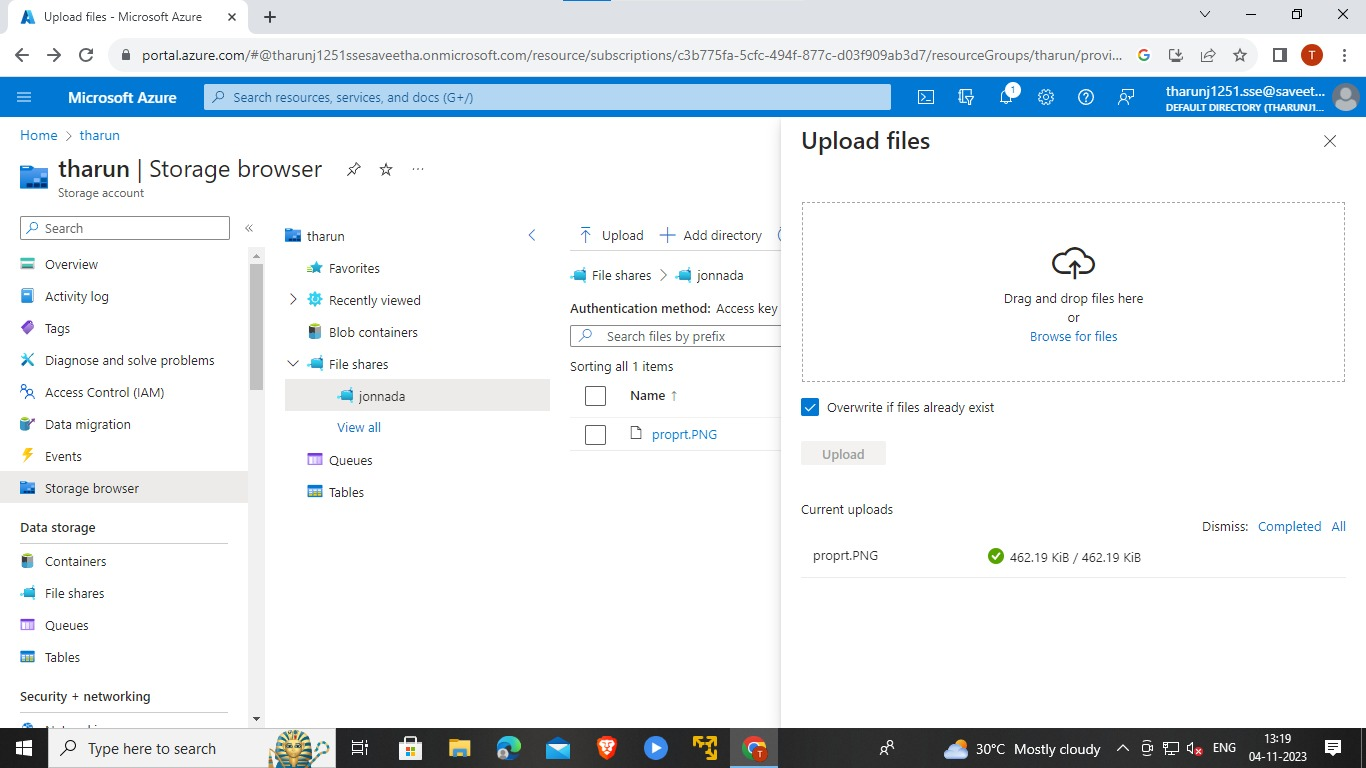 Upload files - Microsoft Azure
portal.azure.com/#@tharunj1251ssesaveetha.onmicrosoft.com/resource/subscriptions/c3b775fa-5cfc-494f-877c-d03f909ab3d7/resourceGroups/tharun/provi...
T
Microsoft Azure
Search resources, services, and docs (G+/)
1
tharunj1251.sse@saveet...
DEFAULT DIRECTORY (THARUNJ1...
Home > tharun
tharun | Storage browser
Storage account
Search
Overview
Activity log
Tags
Diagnose and solve problems
Access Control (IAM)
Data migration
Events
Storage browser
Data storage
Containers
File shares
Queues
Tables
Security + networking
tharun
Favorites
Recently viewed
Blob containers
File shares
jonnada
View all
Queues
Tables
Upload + Add directory
File shares > jonnada
Authentication method: Access key
Search files by prefix
Sorting all 1 items
Name ↑
proprt.PNG
Upload files
Drag and drop files here
or
Browse for files
Overwrite if files already exist
Upload
Current uploads
Dismiss: Completed All
proprt.PNG 462.19 KiB / 462.19 KiB
Type here to search
T
30°C Mostly cloudy
ENG
13:19
04-11-2023